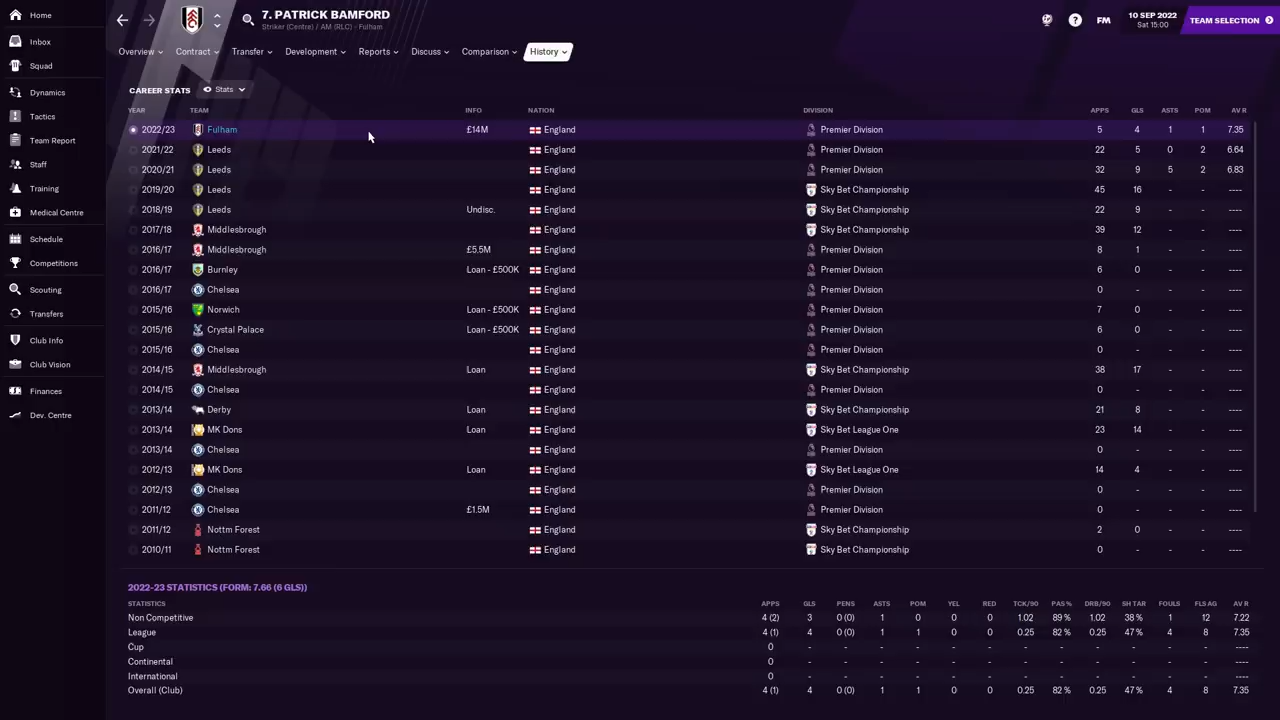 Home
Inbox
Squad
Dynamics
Tactics
Team Report
Staff
Training
Medical Centre
Schedule
Competitions
Scouting
Transfers
Club Info
Club Vision
Finances
Dev. Centre
7. PATRICK BAMFORD
Striker (Centre) / AM (RLC) - Fulham
? FM 10 SEP 2022 TEAM SELECTION
Sat 15:00
Overview Contract Transfer Development Reports Discuss Comparison History
CAREER STATS Stats
YEAR TEAM INFO NATION DIVISION APPS GLS ASTS POM AV R
2022/23 Fulham £14M England Premier Division 5 4 1 1 7.35
2021/22 Leeds England Premier Division 22 5 0 2 6.64
2020/21 Leeds England Premier Division 32 9 5 2 6.83
2019/20 Leeds England Sky Bet Championship 45 16 - - ----
2018/19 Leeds Undisc. England Sky Bet Championship 22 9 - - ----
2017/18 Middlesbrough England Sky Bet Championship 39 12 - - ----
2016/17 Middlesbrough £5.5M England Premier Division 8 1 - - ----
2016/17 Burnley Loan - £500K England Premier Division 6 0 - - ----
2016/17 Chelsea England Premier Division 0 - - - ----
2015/16 Norwich Loan - £500K England Premier Division 7 0 - - ----
2015/16 Crystal Palace Loan - £500K England Premier Division 6 0 - - ----
2015/16 Chelsea England Premier Division 0 - - - ----
2014/15 Middlesbrough Loan England Sky Bet Championship 38 17 - - ----
2014/15 Chelsea England Premier Division 0 - - - ----
2013/14 Derby Loan England Sky Bet Championship 21 8 - - ----
2013/14 MK Dons Loan England Sky Bet League One 23 14 - - ----
2013/14 Chelsea England Premier Division 0 - - - ----
2012/13 MK Dons Loan England Sky Bet League One 14 4 - - ----
2012/13 Chelsea England Premier Division 0 - - - ----
2011/12 Chelsea £1.5M England Premier Division 0 - - - ----
2011/12 Nottm Forest England Sky Bet Championship 2 0 - - ----
2010/11 Nottm Forest England Sky Bet Championship 0 - - - ----
2022-23 STATISTICS (FORM: 7.66 (6 GLS))
STATISTICS APPS GLS PENS ASTS POM YEL RED TCK/90 PAS % DRB/90 SH TAR FOULS FLS AG AV R
Non Competitive 4 (2) 3 0 (0) 1 0 0 0 1.02 89 % 1.02 38 % 1 12 7.22
League 4 (1) 4 0 (0) 1 1 0 0 0.25 82 % 0.25 47 % 4 8 7.35
Cup 0 - - - - - - - - - - - - ----
Continental 0 - - - - - - - - - - - - ----
International 0 - - - - - - - - - - - - ----
Overall (Club) 4 (1) 4 0 (0) 1 1 0 0 0.25 82 % 0.25 47 % 4 8 7.35